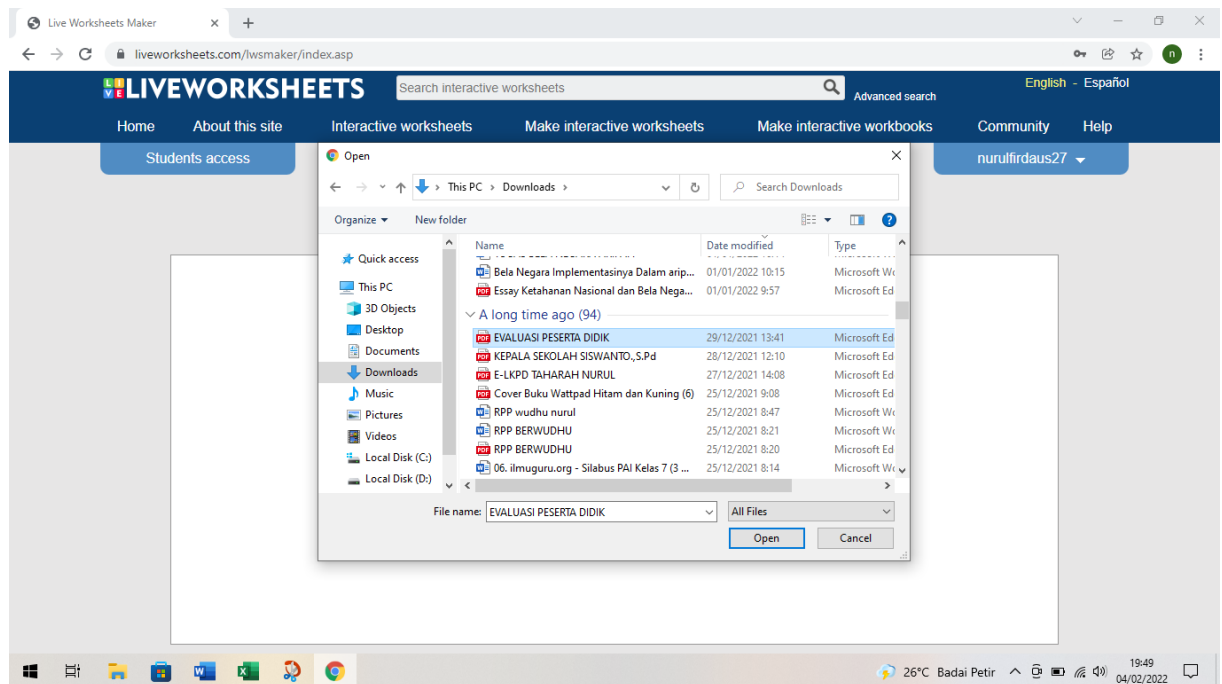 Live Worksheets Maker
liveworksheets.com/lwsmaker/index.asp
n
LIVE LIVEWORKSHEETS
Search interactive worksheets
Advanced search
English - Español
Home About this site Interactive worksheets Make interactive worksheets Make interactive workbooks Community Help
Students access
nurulfirdaus27
Open
This PC > Downloads >
Search Downloads
Organize New folder
Name Date modified Type
Quick access
This PC
3D Objects
Desktop
Documents
Downloads
Music
Pictures
Videos
Local Disk (C:)
Local Disk (D:)
Bela Negara Implementasinya Dalam arip... 01/01/2022 10:15 Microsoft Wo
Essay Ketahanan Nasional dan Bela Nega... 01/01/2022 9:57 Microsoft Ed
A long time ago (94)
EVALUASI PESERTA DIDIK 29/12/2021 13:41 Microsoft Ed
KEPALA SEKOLAH SISWANTO.,S.Pd 28/12/2021 12:10 Microsoft Ed
E-LKPD TAHARAH NURUL 27/12/2021 14:08 Microsoft Ed
Cover Buku Wattpad Hitam dan Kuning (6) 25/12/2021 9:08 Microsoft Ed
RPP wudhu nurul 25/12/2021 8:47 Microsoft Wo
RPP BERWUDHU 25/12/2021 8:21 Microsoft Wo
RPP BERWUDHU 25/12/2021 8:20 Microsoft Ed
06. ilmuguru.org - Silabus PAI Kelas 7 (3 ... 25/12/2021 8:14 Microsoft Wo
File name: EVALUASI PESERTA DIDIK
All Files
Open Cancel
26°C Badai Petir
19:49
04/02/2022